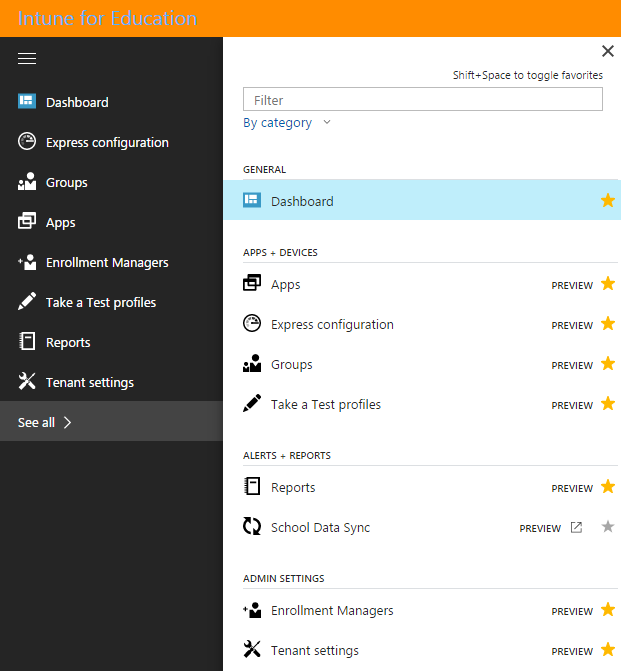 Intune for Education
Dashboard
Express configuration
Groups
Apps
Enrollment Managers
Take a Test profiles
Reports
Tenant settings
See all
Shift+Space to toggle favorites
Filter
By category
GENERAL
Dashboard
APPS + DEVICES
Apps PREVIEW
Express configuration PREVIEW
Groups PREVIEW
Take a Test profiles PREVIEW
ALERTS + REPORTS
Reports PREVIEW
School Data Sync PREVIEW
ADMIN SETTINGS
Enrollment Managers PREVIEW
Tenant settings PREVIEW